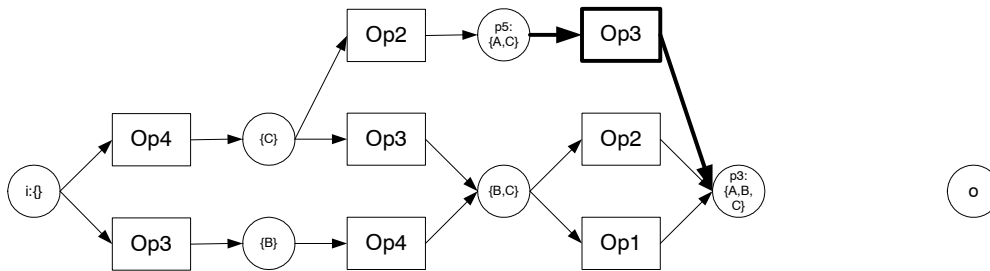 Op2
p5:
{A,C}
Op3
Op4
{C}
Op3
Op2
i:{}
{B,C}
p3:
{A,B,
C}
o
Op3
{B}
Op4
Op1